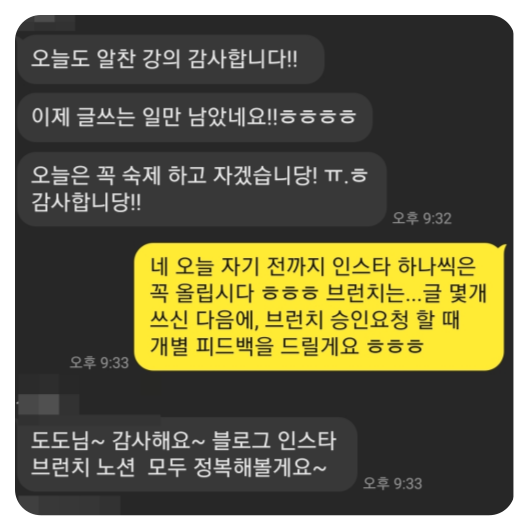 오늘도 알찬 강의 감사합니다!!
이제 글쓰는 일만 남았네요!!ㅎㅎㅎㅎ
오늘은 꼭 숙제 하고 자겠습니당! ㅠ.ㅎ
감사합니당!!
오후 9:32
네 오늘 자기 전까지 인스타 하나씩은
꼭 올립시다 ㅎㅎㅎ 브런치는...글 몇개
쓰신 다음에, 브런치 승인요청 할 때
개별 피드백을 드릴게요 ㅎㅎㅎ
오후 9:33
도도님~ 감사해요~ 블로그 인스타
브런치 노션  모두 정복해볼게요~
오후 9:33